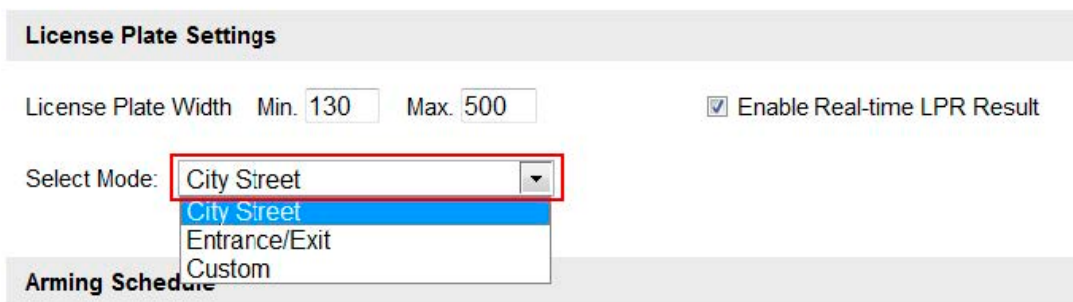 License Plate Settings
License Plate Width Min. 130 Max. 500 Enable Real-time LPR Result
Select Mode: City Street
City Street
Entrance/Exit
Custom
Arming Schedule